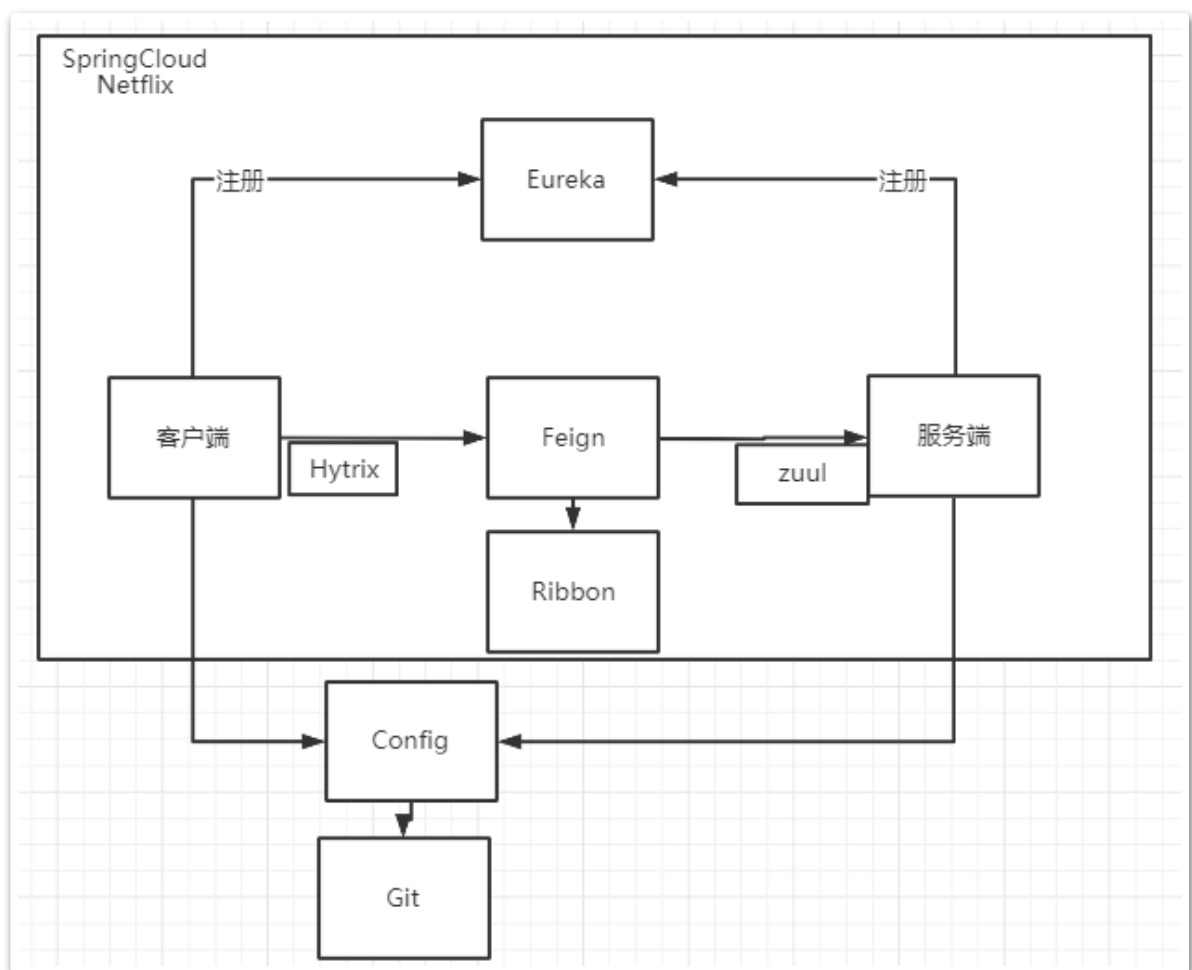 SpringCloud
Netflix
Eureka
注册
注册
客户端
Feign
服务端
Hytrix
zuul
Ribbon
Config
Git